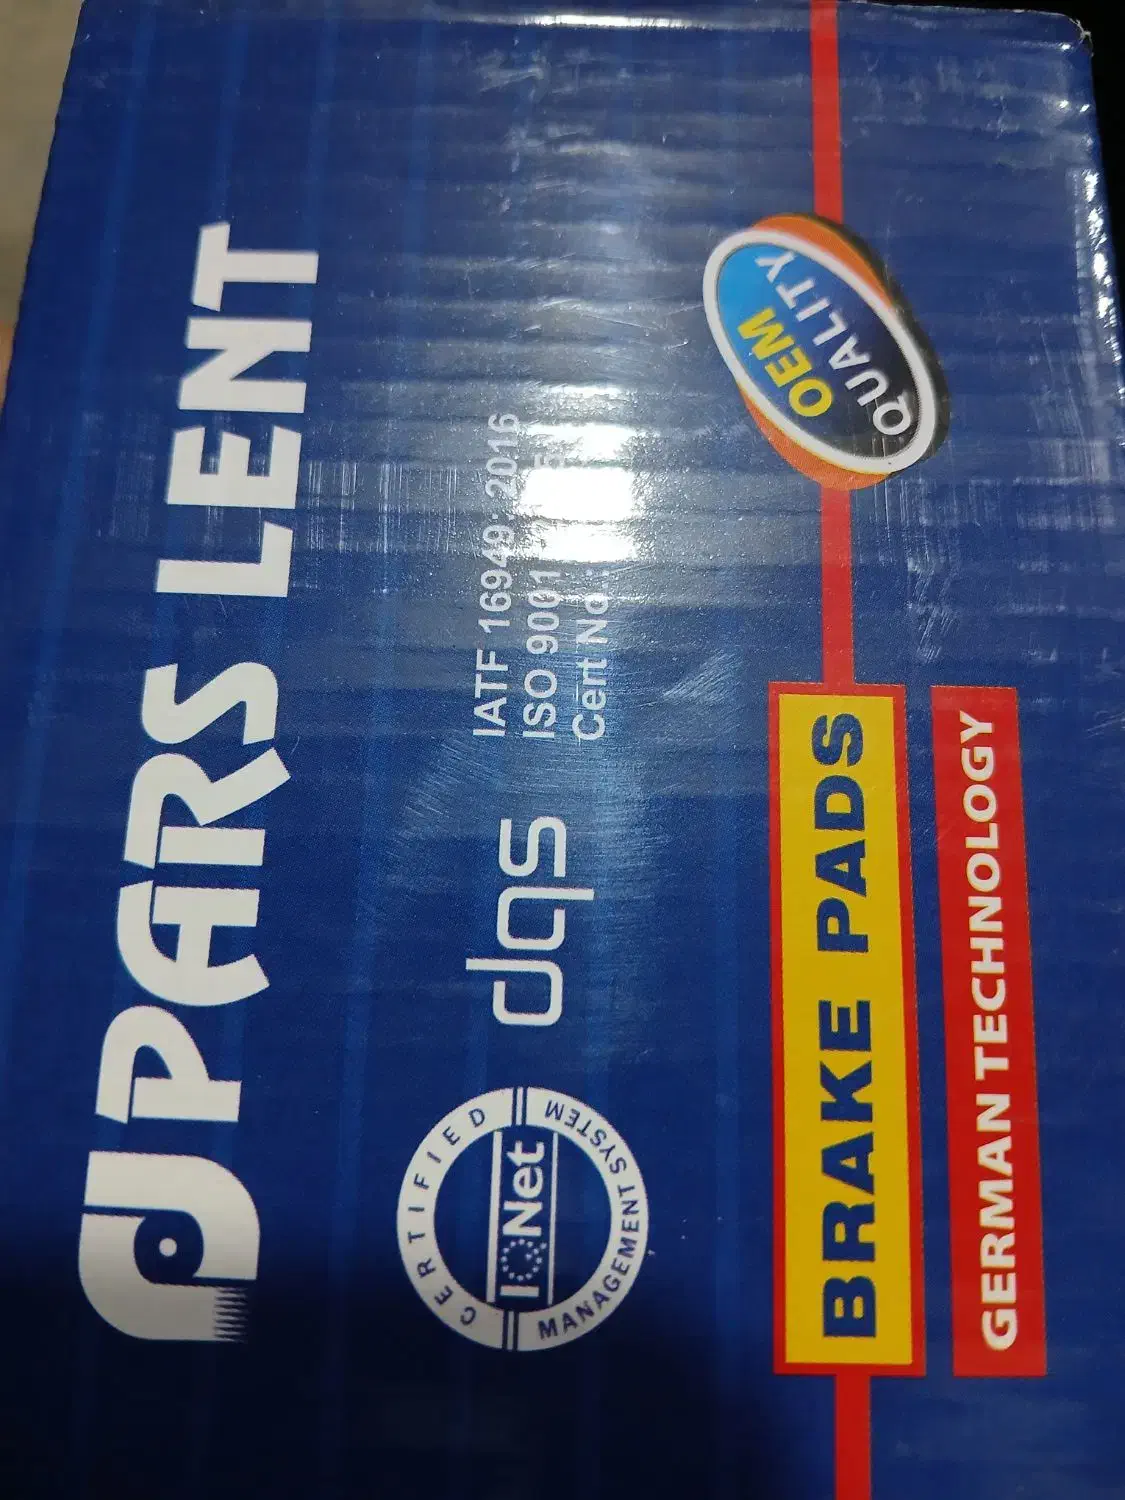 PARS LENT
CERTIFIED
IQNet
MANAGEMENT SYSTEM
dqs
IATF 16949:2016
ISO 9001
Cert No
OEM
QUALITY
BRAKE PADS
GERMAN TECHNOLOGY